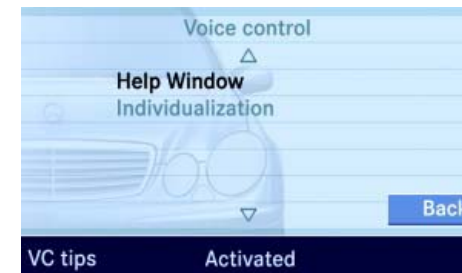 Voice control
Help Window
Individualization
Back
VC tips Activated